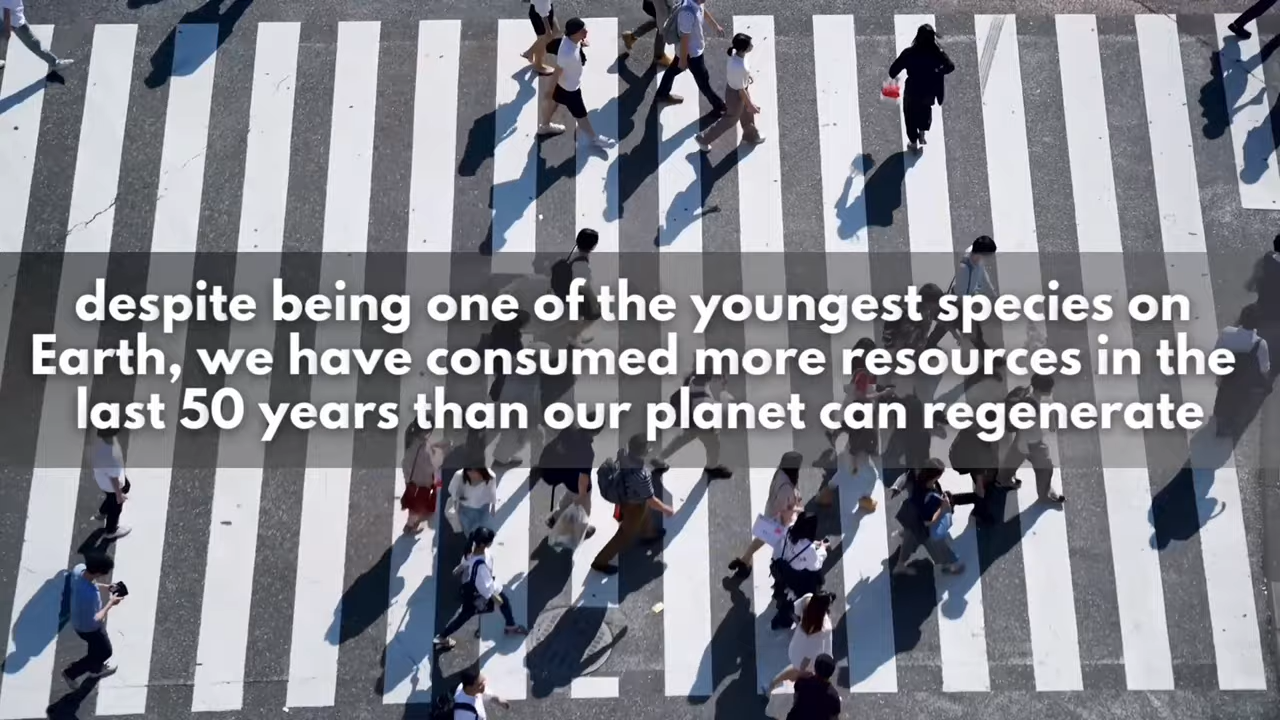 despite being one of the youngest species on
Earth, we have consumed more resources in the
last 50 years than our planet can regenerate